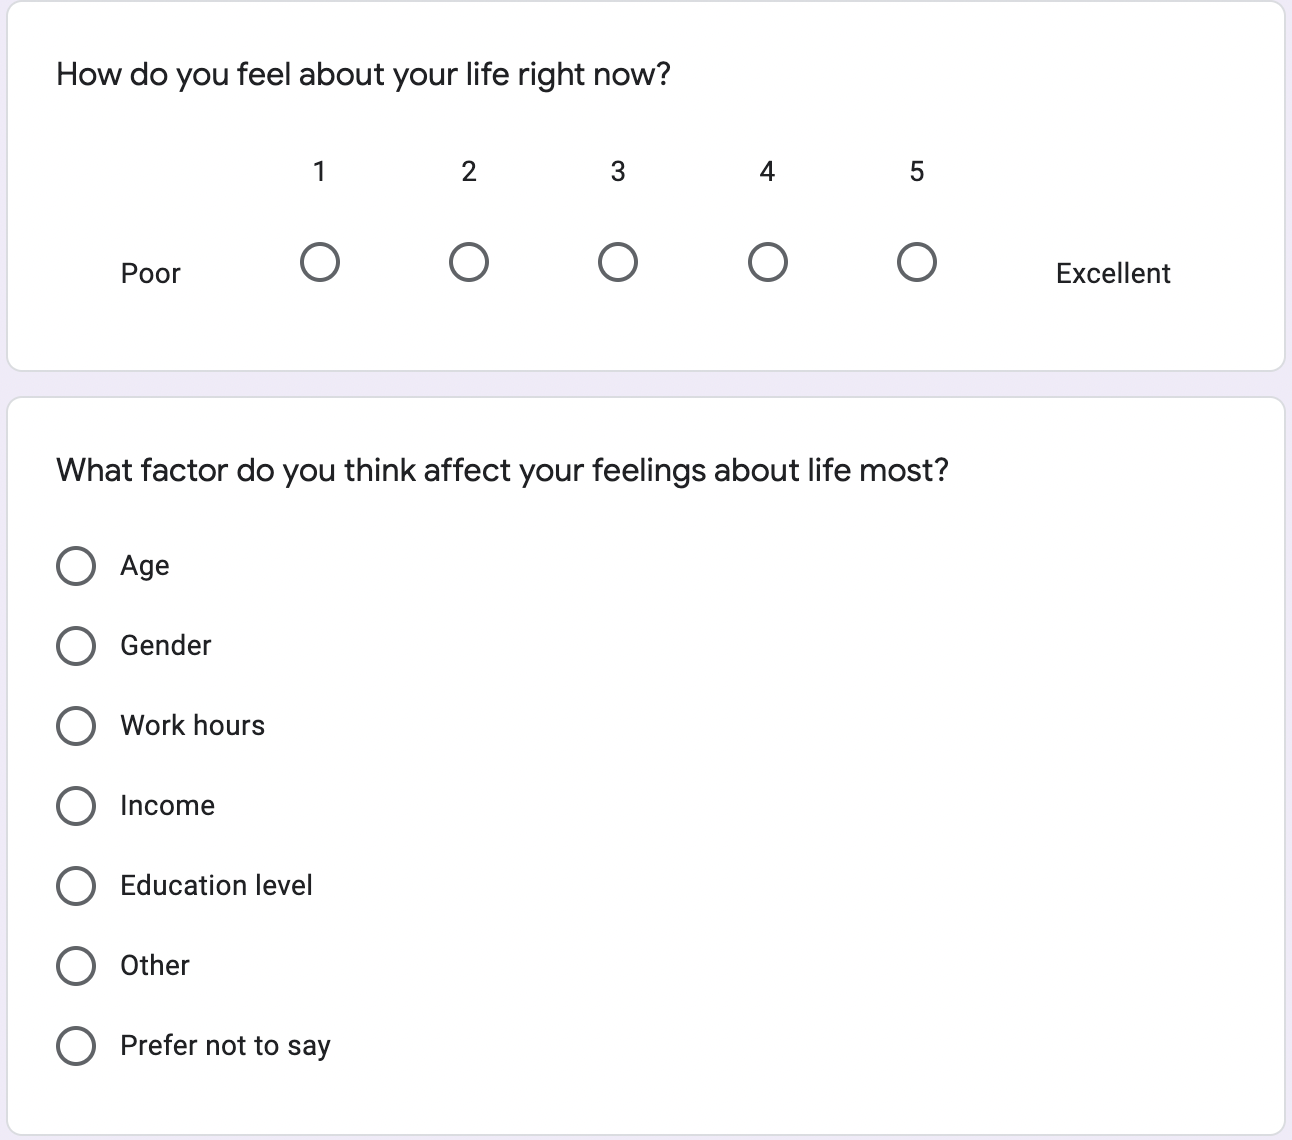 How do you feel about your life right now?
1 2 3 4 5
Poor Excellent
What factor do you think affect your feelings about life most?
Age
Gender
Work hours
Income
Education level
Other
Prefer not to say